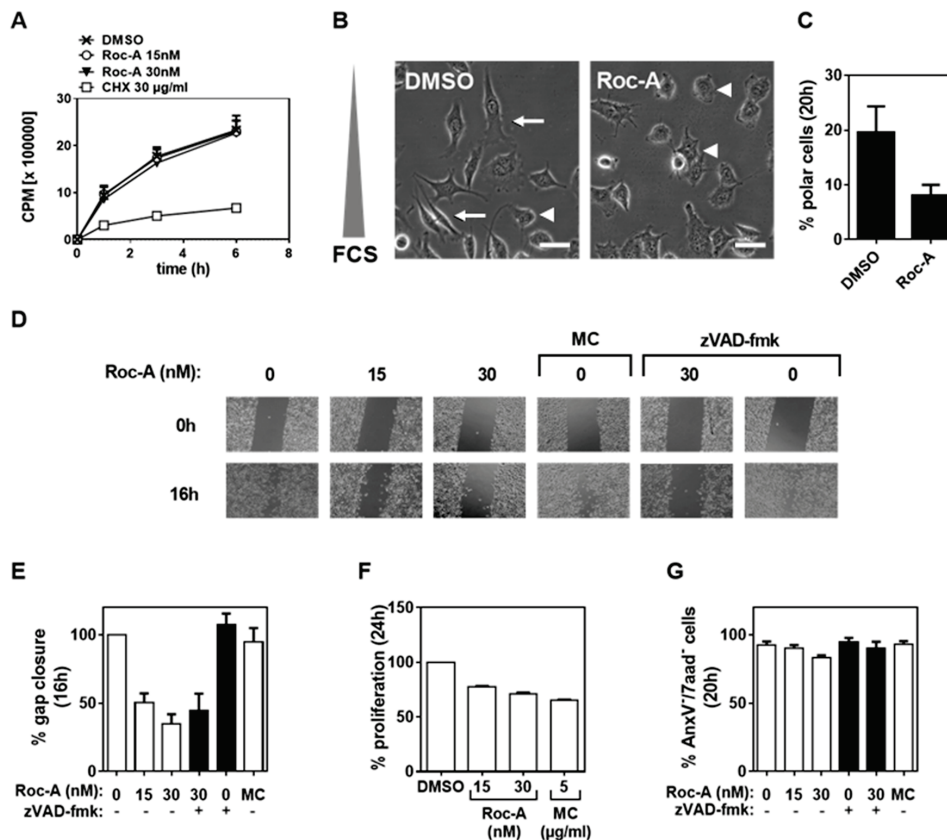 A
DMSO
Roc-A 15nM
Roc-A 30nM
CHX 30 µg/ml
CPM [x 100000]
30
20
10
0
0 2 4 6 8
time (h)
B
FCS
DMSO
Roc-A
C
% polar cells (20h)
30
20
10
0
DMSO
Roc-A
D
MC zVAD-fmk
Roc-A (nM): 0 15 30 0 30 0
0h
16h
E
% gap closure
(16h)
100
50
0
Roc-A (nM): 0 15 30 30 0 MC
zVAD-fmk: - - - + + -
F
% proliferation (24h)
150
100
50
0
DMSO 15 30 5
Roc-A MC
(nM) (µg/ml)
G
% AnxV⁻/7aad⁻ cells
(20h)
100
50
0
Roc-A (nM): 0 15 30 0 30 MC
zVAD-fmk: - - - + + -